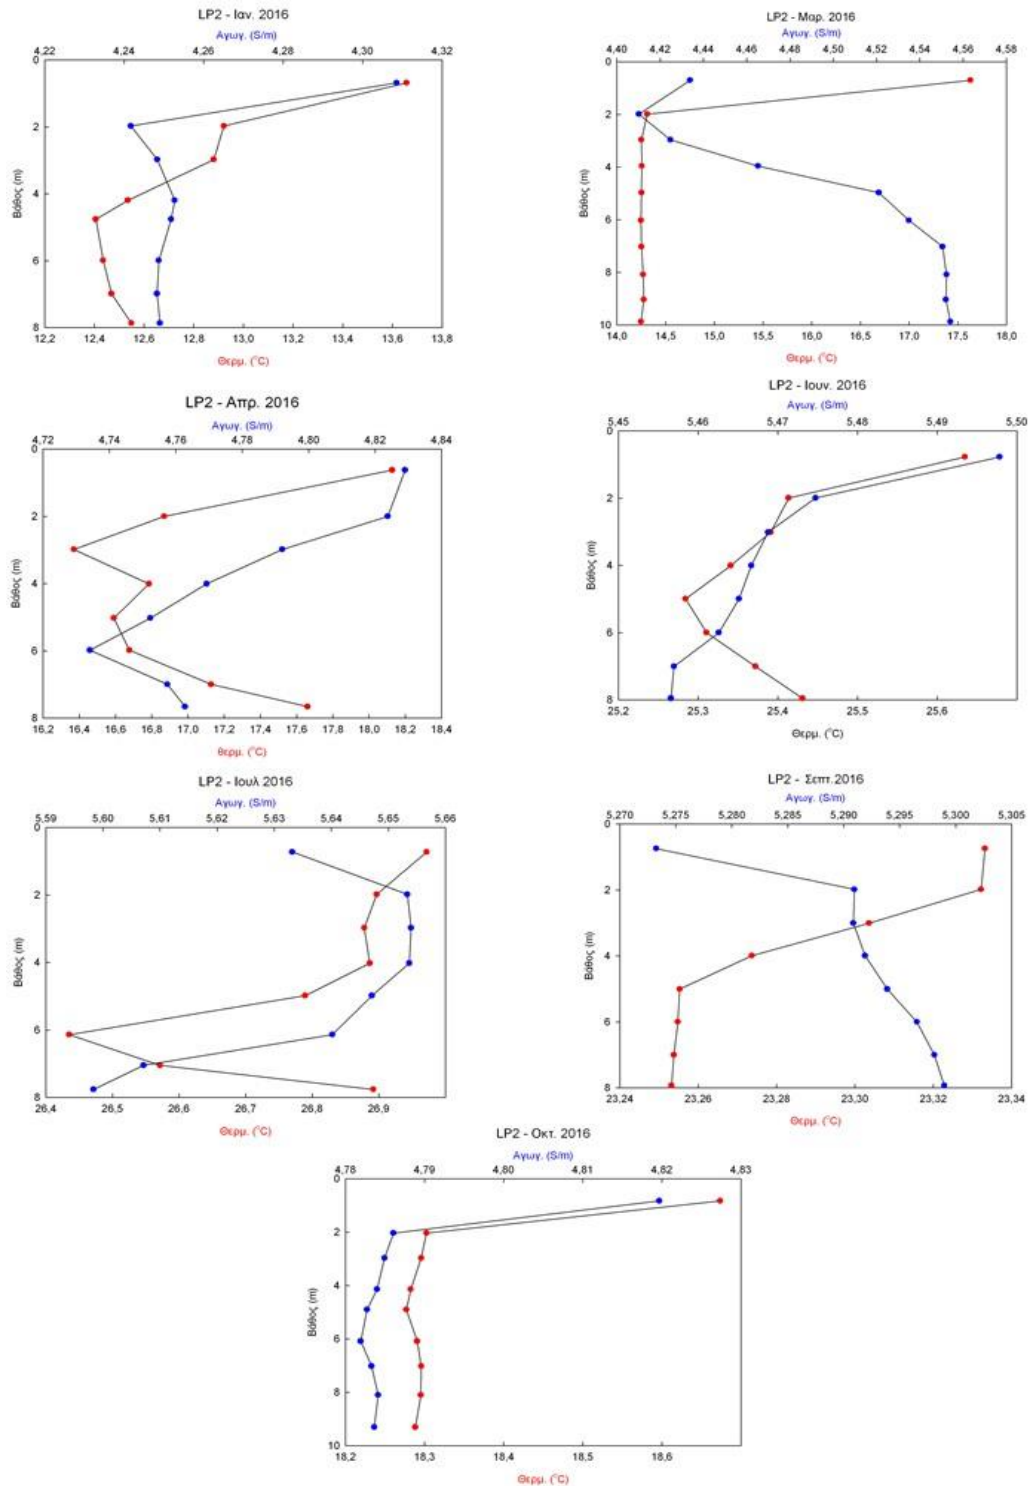 LP2 - Ιαν. 2016
Αγωγ. (S/m)
4,22 4,24 4,26 4,28 4,30 4,32
0
2
4
6
8
Βάθος (m)
12,2 12,4 12,6 12,8 13,0 13,2 13,4 13,6 13,8
Θερμ. (°C)
LP2 - Μαρ. 2016
Αγωγ. (S/m)
4,40 4,42 4,44 4,46 4,48 4,50 4,52 4,54 4,56 4,58
0
2
4
6
8
10
Βάθος (m)
14,0 14,5 15,0 15,5 16,0 16,5 17,0 17,5 18,0
Θερμ. (°C)
LP2 - Απρ. 2016
Αγωγ. (S/m)
4,72 4,74 4,76 4,78 4,80 4,82 4,84
0
2
4
6
8
Βάθος (m)
16,2 16,4 16,6 16,8 17,0 17,2 17,4 17,6 17,8 18,0 18,2 18,4
θερμ. (°C)
LP2 - Ιουν. 2016
Αγωγ. (S/m)
5,45 5,46 5,47 5,48 5,49 5,50
0
2
4
6
8
Βάθος (m)
25,2 25,3 25,4 25,5 25,6
Θερμ. (°C)
LP2 - Ιουλ 2016
Αγωγ. (S/m)
5,59 5,60 5,61 5,62 5,63 5,64 5,65 5,66
0
2
4
6
8
Βάθος (m)
26,4 26,5 26,6 26,7 26,8 26,9
Θερμ. (°C)
LP2 - Σεπτ.2016
Αγωγ. (S/m)
5,270 5,275 5,280 5,285 5,290 5,295 5,300 5,305
0
2
4
6
8
Βάθος (m)
23,24 23,26 23,28 23,30 23,32 23,34
Θερμ. (°C)
LP2 - Οκτ. 2016
Αγωγ. (S/m)
4,78 4,79 4,80 4,81 4,82 4,83
0
2
4
6
8
10
Βάθος (m)
18,2 18,3 18,4 18,5 18,6
Θερμ. (°C)